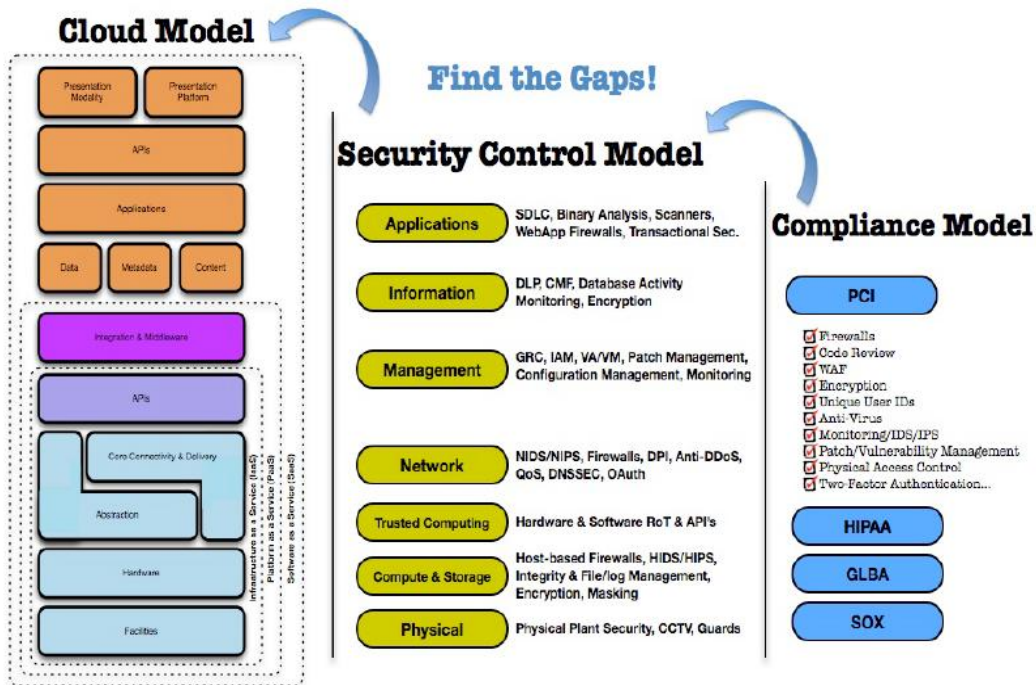 Cloud Model
Find the Gaps!
Presentation
Modality
Presentation
Platform
APIs
Applications
Data
Metadata
Content
Integration & Middleware
APIs
Core Connectivity & Delivery
Abstraction
Hardware
Facilities
Infrastructure as a Service (IaaS)
Platform as a Service (PaaS)
Software as a Service (SaaS)
Security Control Model
Applications
SDLC, Binary Analysis, Scanners,
WebApp Firewalls, Transactional Sec.
Information
DLP, CMF, Database Activity
Monitoring, Encryption
Management
GRC, IAM, VA/VM, Patch Management,
Configuration Management, Monitoring
Network
NIDS/NIPS, Firewalls, DPI, Anti-DDoS,
QoS, DNSSEC, OAuth
Trusted Computing
Hardware & Software RoT & API's
Compute & Storage
Host-based Firewalls, HIDS/HIPS,
Integrity & File/log Management,
Encryption, Masking
Physical
Physical Plant Security, CCTV, Guards
Compliance Model
PCI
Firewalls
Code Review
WAF
Encryption
Unique User IDs
Anti-Virus
Monitoring/IDS/IPS
Patch/Vulnerability Management
Physical Access Control
Two-Factor Authentication...
HIPAA
GLBA
SOX